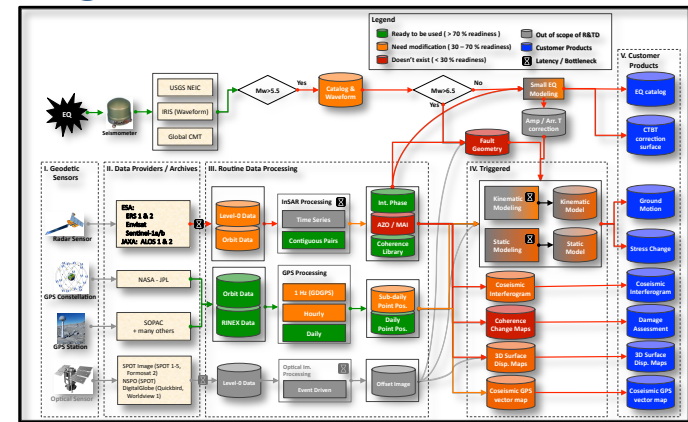 Legend
Ready to be used ( > 70 % readiness)
Need modification ( 30 – 70 % readiness)
Doesn't exist ( < 30 % readiness)
Out of scope of R&TD
Customer Products
Latency / Bottleneck
V. Customer
Products
EQ
Seismometer
USGS NEIC
IRIS (Waveform)
Global CMT
Mw>5.5
Yes
Catalog &
Waveform
Mw>6.5
No
Yes
Small EQ
Modeling
Amp / Arr. T
correction
Fault
Geometry
EQ catalog
CTBT
correction
surface
I. Geodetic
Sensors
II. Data Providers / Archives
III. Routine Data Processing
IV. Triggered
Radar Sensor
ESA:
ERS 1 & 2
Envisat
Sentinel-1a/b
JAXA: ALOS 1 & 2
Level-0 Data
Orbit Data
InSAR Processing
Time Series
Contiguous Pairs
Int. Phase
AZO / MAI
Coherence
Library
Kinematic
Modeling
Kinematic
Model
Static
Modeling
Static
Model
Ground
Motion
Stress Change
GPS Constellation
NASA - JPL
GPS Station
SOPAC
+ many others
Orbit Data
RINEX Data
GPS Processing
1 Hz (GDGPS)
Hourly
Daily
Sub-daily
Point Pos.
Daily
Point Pos.
Coseismic
Interferogram
Coseismic
Interferogram
Coherence
Change Maps
Damage
Assessment
Optical Sensor
SPOT Image (SPOT 1-5,
Formosat 2)
NSPO (SPOT)
DigitalGlobe (Quickbird,
Worldview 1)
Level-0 Data
Optical Im.
Processing
Event Driven
Offset Image
3D Surface
Disp. Maps
3D Surface
Disp. Maps
Coseismic GPS
vector map
Coseismic GPS
vector map